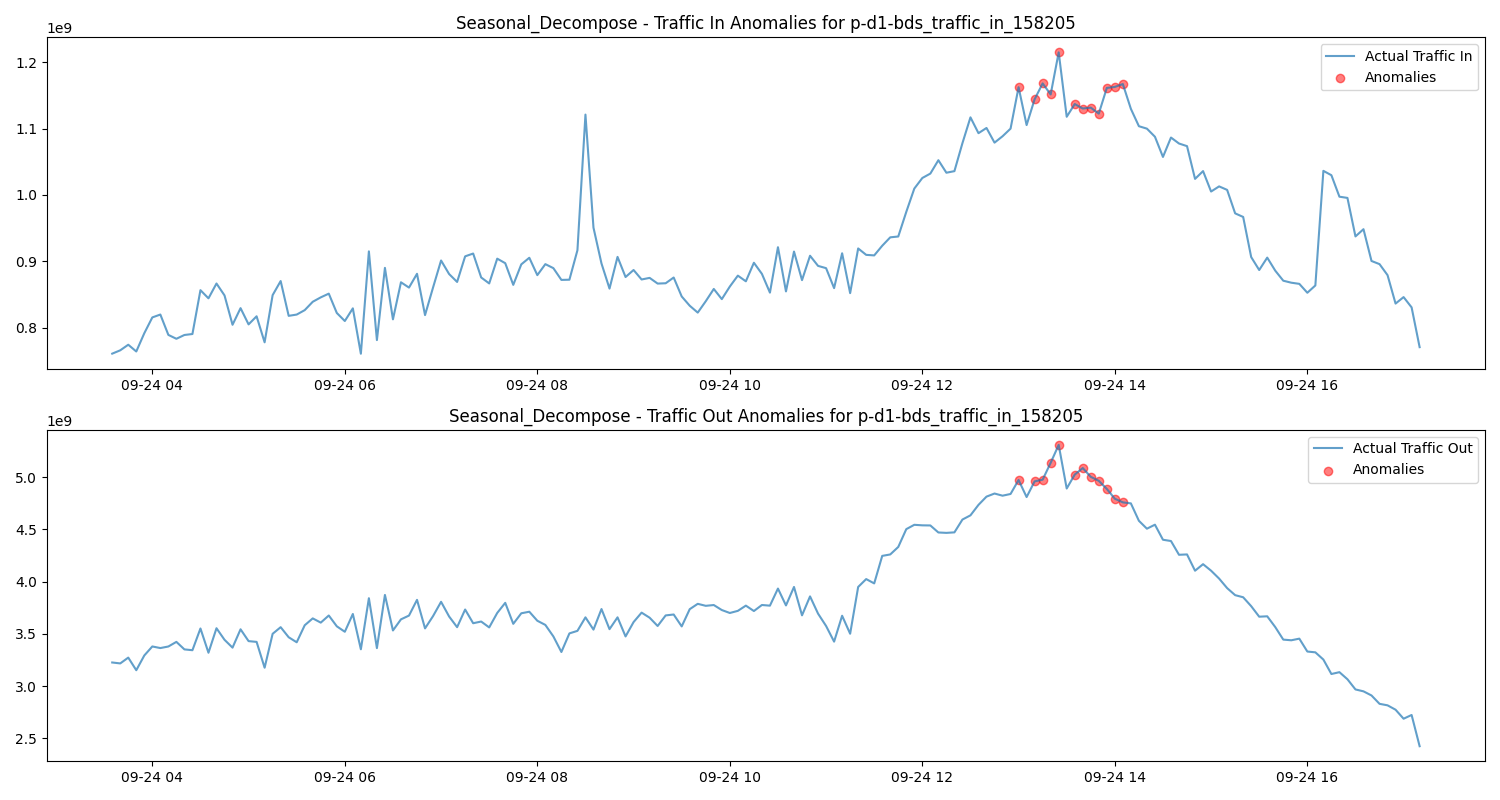 Seasonal_Decompose - Traffic In Anomalies for p-d1-bds_traffic_in_158205
1e9
Actual Traffic In
Anomalies
1.2
1.1
1.0
0.9
0.8
09-24 04 09-24 06 09-24 08 09-24 10 09-24 12 09-24 14 09-24 16
Seasonal_Decompose - Traffic Out Anomalies for p-d1-bds_traffic_in_158205
1e9
Actual Traffic Out
Anomalies
5.0
4.5
4.0
3.5
3.0
2.5
09-24 04 09-24 06 09-24 08 09-24 10 09-24 12 09-24 14 09-24 16